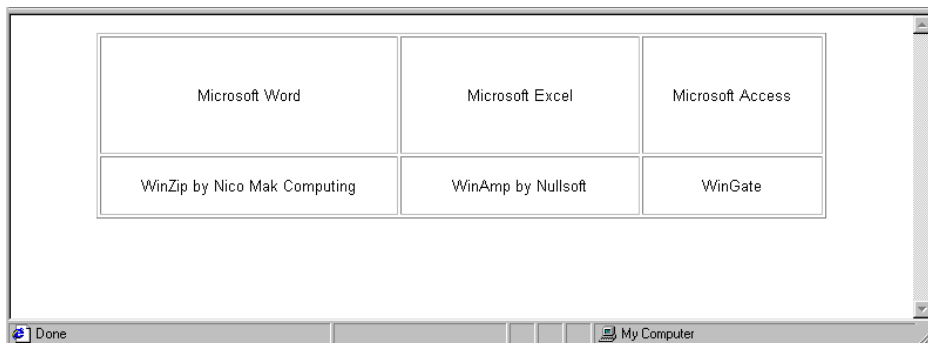 Microsoft Word Microsoft Excel Microsoft Access
WinZip by Nico Mak Computing WinAmp by Nullsoft WinGate
Done My Computer